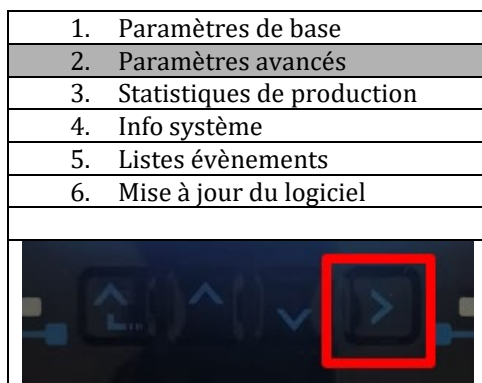 1. Paramètres de base
2. Paramètres avancés
3. Statistiques de production
4. Info système
5. Listes évènements
6. Mise à jour du logiciel